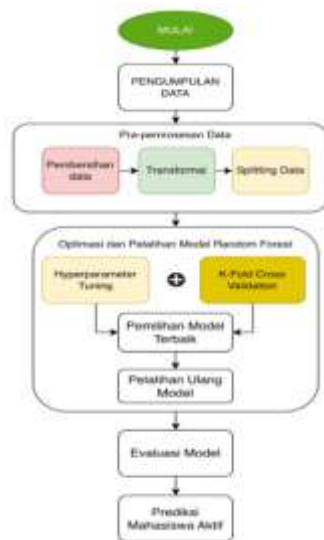 MULAI
PENGUMPULAN
DATA
Pra-pemrosesan Data
Pembersihan
data
Transformasi
Splitting Data
Optimasi dan Pelatihan Model Random Forest
Hyperparameter
Tuning
K-Fold Cross
Validation
Pemilihan Model
Terbaik
Pelatihan Ulang
Model
Evaluasi Model
Prediksi
Mahasiswa Aktif